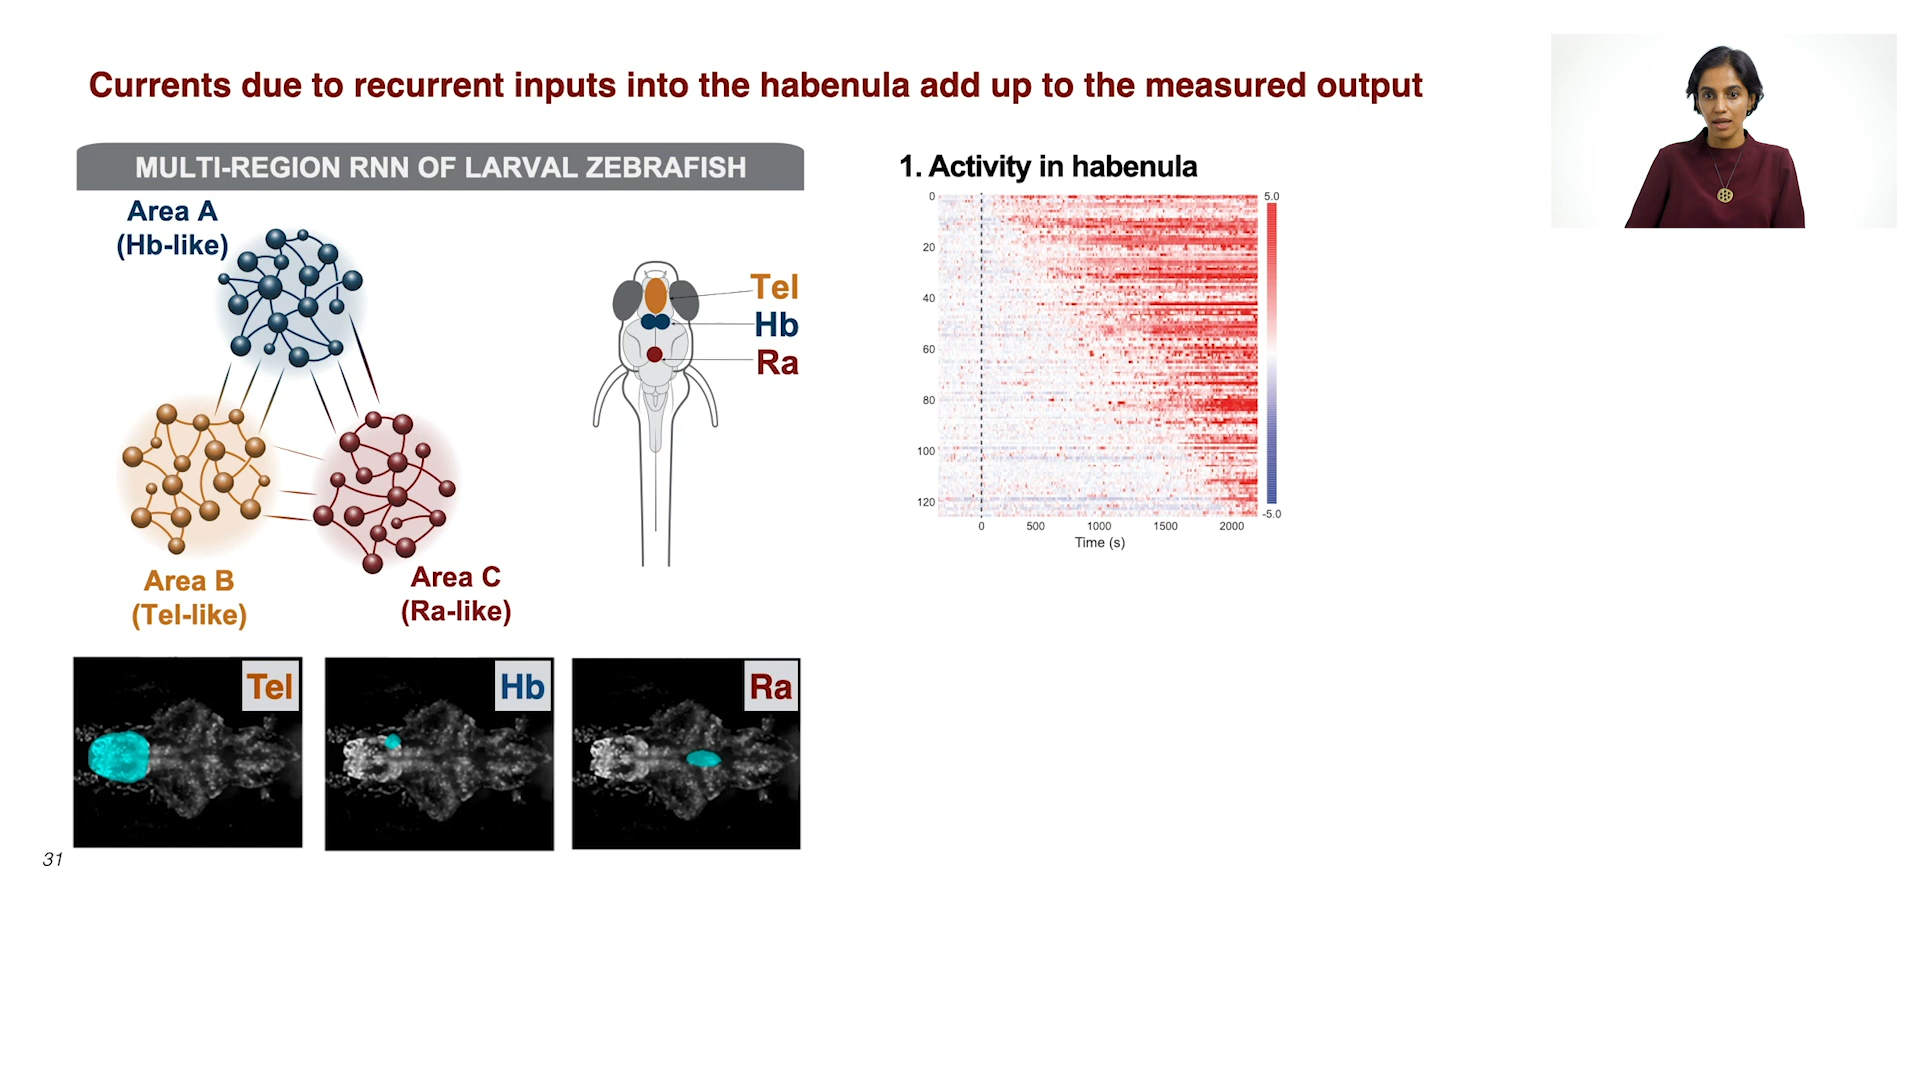 Currents due to recurrent inputs into the habenula add up to the measured output
MULTI-REGION RNN OF LARVAL ZEBRAFISH
Area A
(Hb-like)
Area B
(Tel-like)
Area C
(Ra-like)
Tel
Hb
Ra
Tel
Hb
Ra
31
1. Activity in habenula
0
20
40
60
80
100
120
0 500 1000 1500 2000
Time (s)
5.0
-5.0